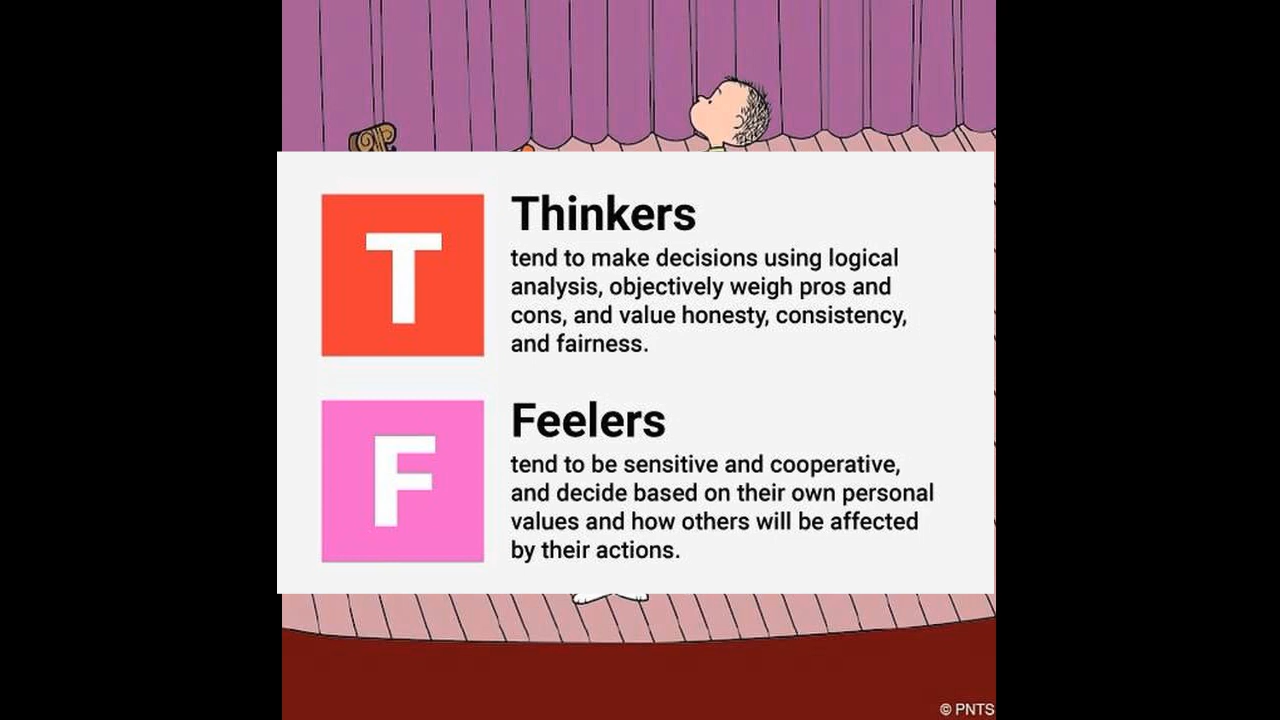 T
Thinkers
tend to make decisions using logical
analysis, objectively weigh pros and
cons, and value honesty, consistency,
and fairness.
F
Feelers
tend to be sensitive and cooperative,
and decide based on their own personal
values and how others will be affected
by their actions.
© PNTS